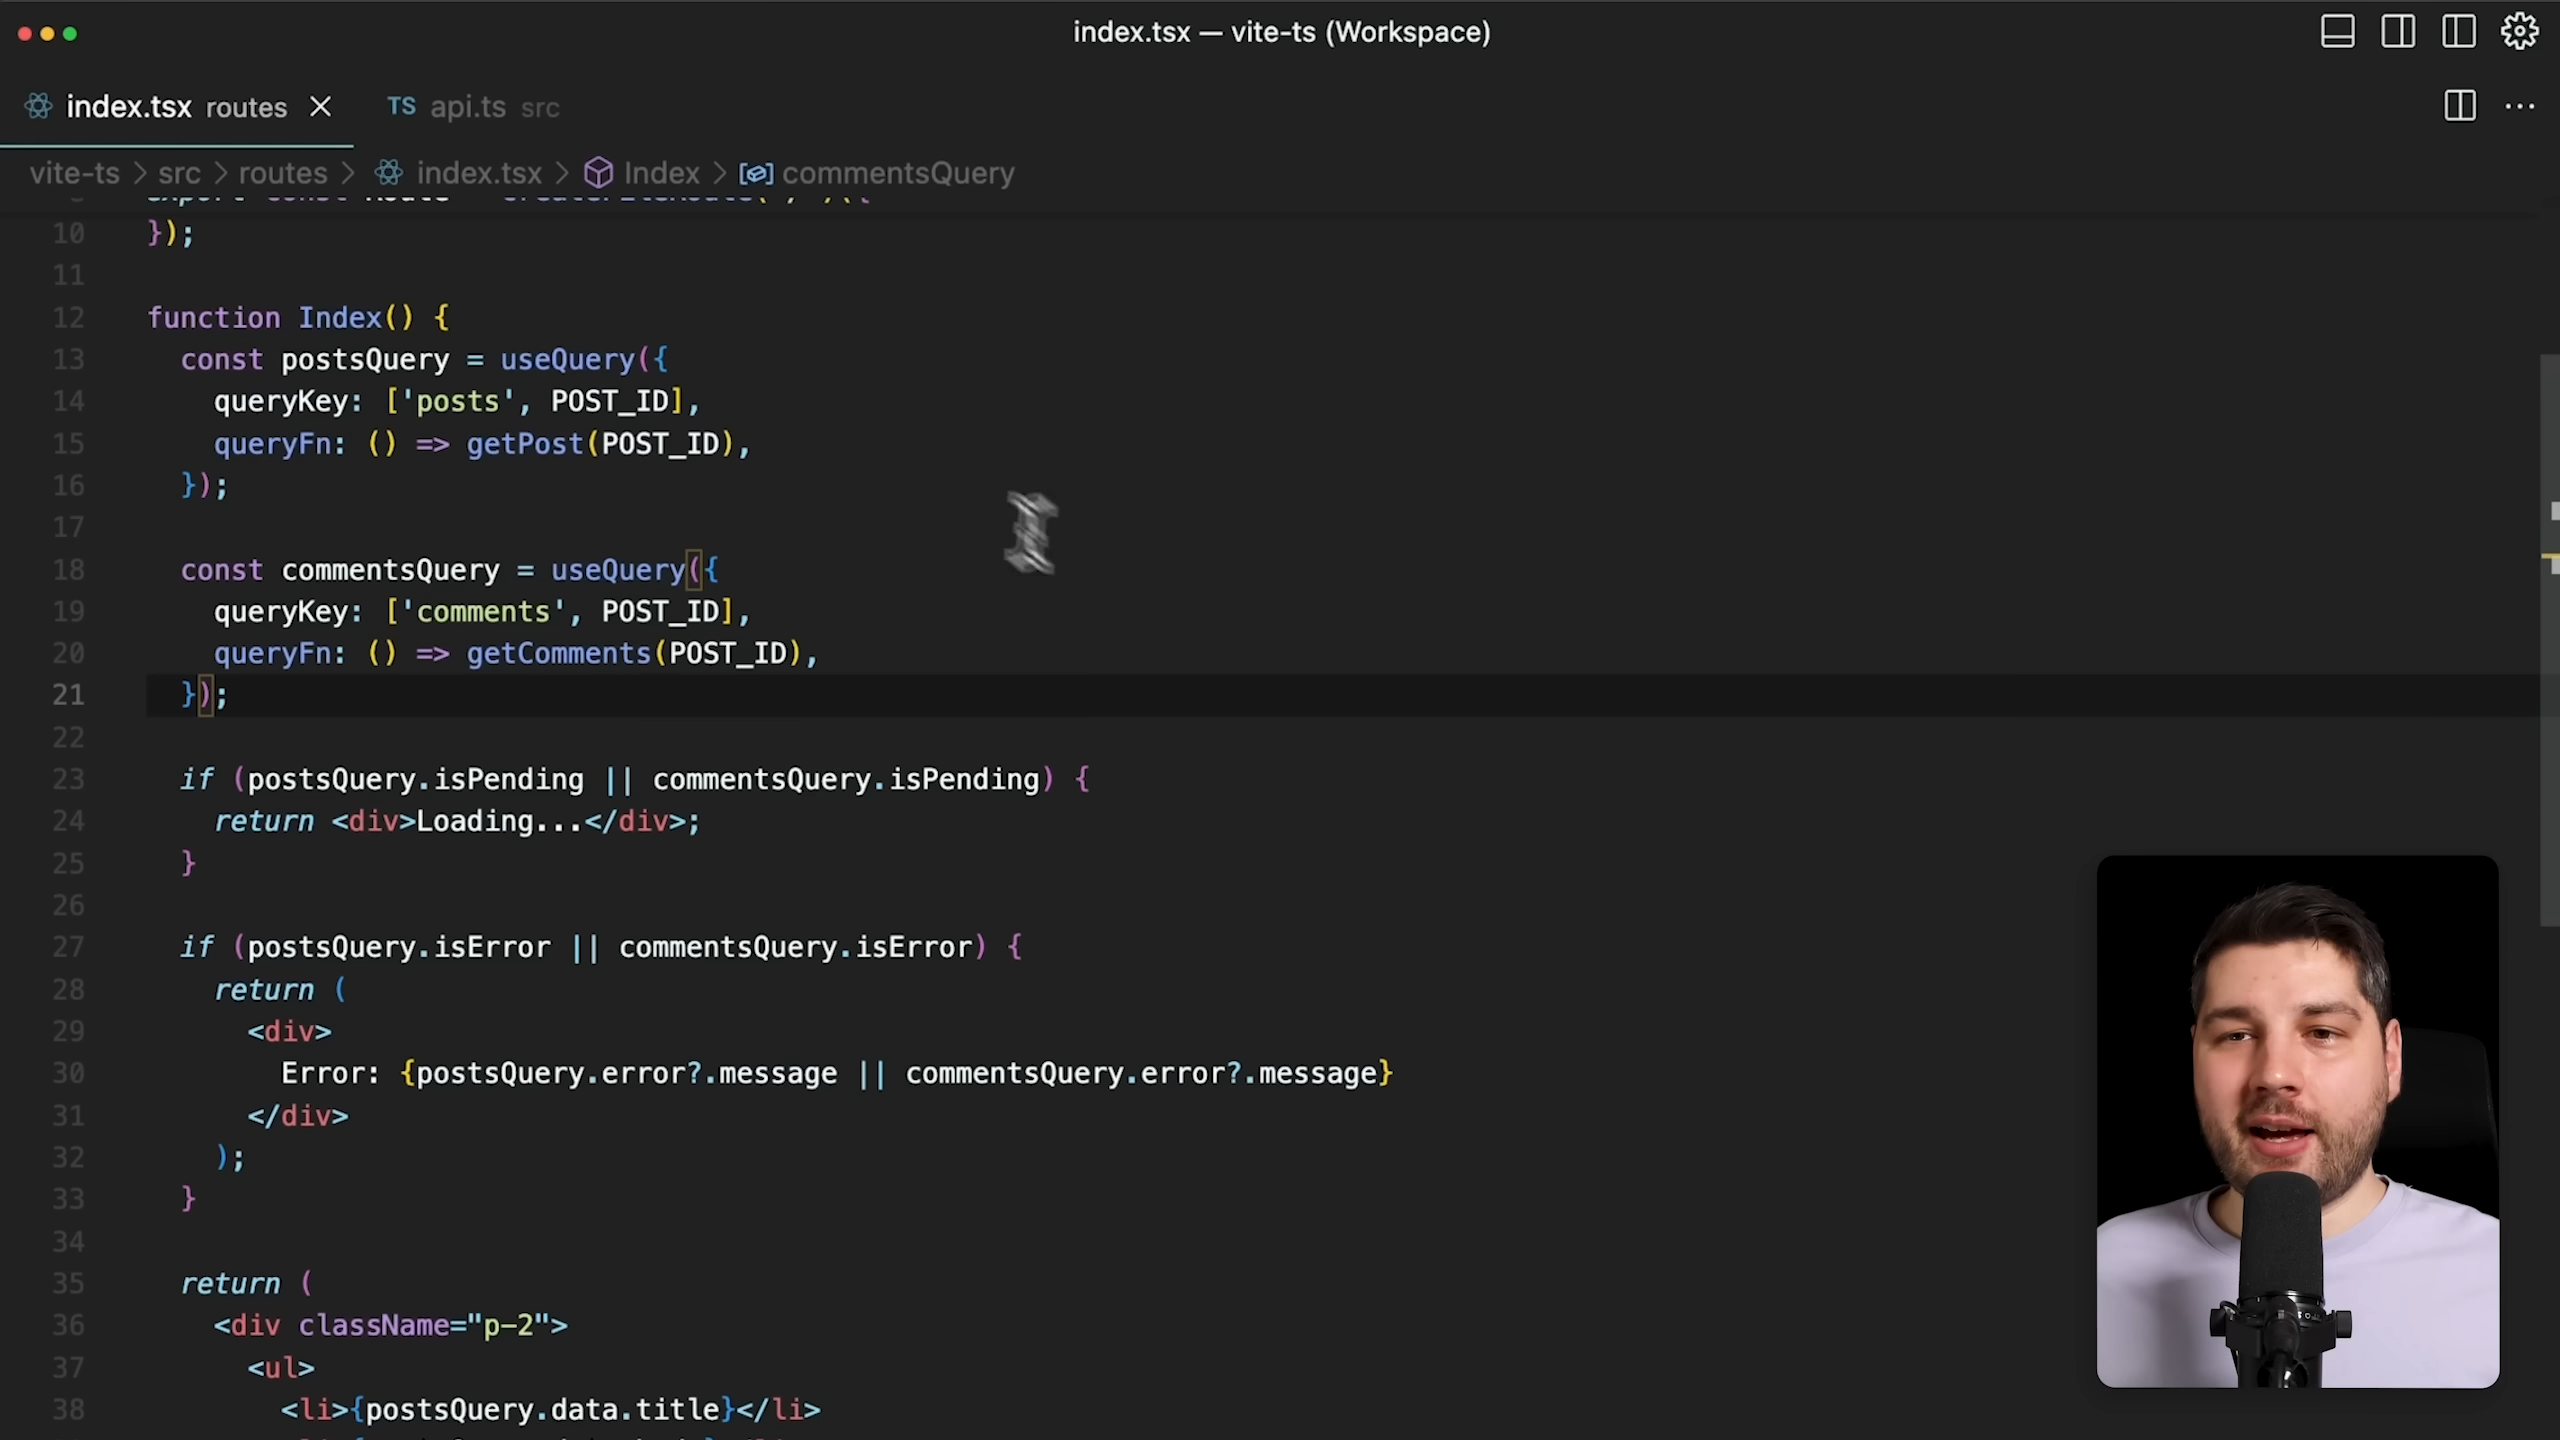 index.tsx — vite-ts (Workspace)
index.tsx routes
TS api.ts src
vite-ts > src > routes > index.tsx > Index > commentsQuery
10 });
11
12 function Index() {
13 const postsQuery = useQuery({
14 queryKey: ['posts', POST_ID],
15 queryFn: () => getPost(POST_ID),
16 });
17
18 const commentsQuery = useQuery({
19 queryKey: ['comments', POST_ID],
20 queryFn: () => getComments(POST_ID),
21 });
22
23 if (postsQuery.isPending || commentsQuery.isPending) {
24 return <div>Loading...</div>;
25 }
26
27 if (postsQuery.isError || commentsQuery.isError) {
28 return (
29 <div>
30 Error: {postsQuery.error?.message || commentsQuery.error?.message}
31 </div>
32 );
33 }
34
35 return (
36 <div className="p-2">
37 <ul>
38 <li>{postsQuery.data.title}</li>